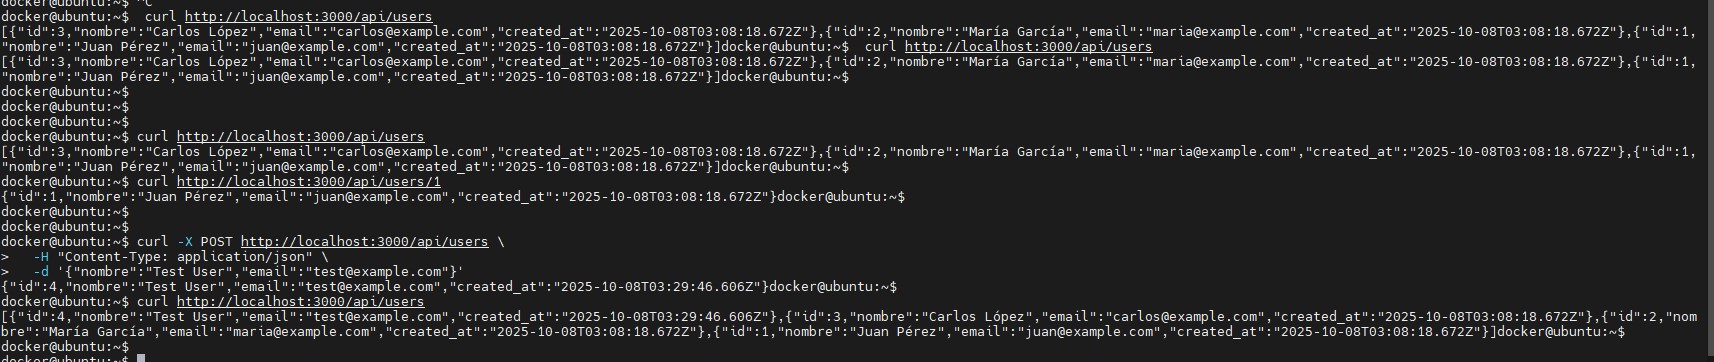 docker@ubuntu:~$ ^C
docker@ubuntu:~$  curl http://localhost:3000/api/users
[{"id":3,"nombre":"Carlos López","email":"carlos@example.com","created_at":"2025-10-08T03:08:18.672Z"},{"id":2,"nombre":"María García","email":"maria@example.com","created_at":"2025-10-08T03:08:18.672Z"},{"id":1,
"nombre":"Juan Pérez","email":"juan@example.com","created_at":"2025-10-08T03:08:18.672Z"}]docker@ubuntu:~$  curl http://localhost:3000/api/users
[{"id":3,"nombre":"Carlos López","email":"carlos@example.com","created_at":"2025-10-08T03:08:18.672Z"},{"id":2,"nombre":"María García","email":"maria@example.com","created_at":"2025-10-08T03:08:18.672Z"},{"id":1,
"nombre":"Juan Pérez","email":"juan@example.com","created_at":"2025-10-08T03:08:18.672Z"}]docker@ubuntu:~$
docker@ubuntu:~$
docker@ubuntu:~$
docker@ubuntu:~$
docker@ubuntu:~$ curl http://localhost:3000/api/users
[{"id":3,"nombre":"Carlos López","email":"carlos@example.com","created_at":"2025-10-08T03:08:18.672Z"},{"id":2,"nombre":"María García","email":"maria@example.com","created_at":"2025-10-08T03:08:18.672Z"},{"id":1,
"nombre":"Juan Pérez","email":"juan@example.com","created_at":"2025-10-08T03:08:18.672Z"}]docker@ubuntu:~$
docker@ubuntu:~$ curl http://localhost:3000/api/users/1
{"id":1,"nombre":"Juan Pérez","email":"juan@example.com","created_at":"2025-10-08T03:08:18.672Z"}docker@ubuntu:~$
docker@ubuntu:~$
docker@ubuntu:~$
docker@ubuntu:~$ curl -X POST http://localhost:3000/api/users \
>   -H "Content-Type: application/json" \
>   -d '{"nombre":"Test User","email":"test@example.com"}'
{"id":4,"nombre":"Test User","email":"test@example.com","created_at":"2025-10-08T03:29:46.606Z"}docker@ubuntu:~$
docker@ubuntu:~$ curl http://localhost:3000/api/users
[{"id":4,"nombre":"Test User","email":"test@example.com","created_at":"2025-10-08T03:29:46.606Z"},{"id":3,"nombre":"Carlos López","email":"carlos@example.com","created_at":"2025-10-08T03:08:18.672Z"},{"id":2,"nom
bre":"María García","email":"maria@example.com","created_at":"2025-10-08T03:08:18.672Z"},{"id":1,"nombre":"Juan Pérez","email":"juan@example.com","created_at":"2025-10-08T03:08:18.672Z"}]docker@ubuntu:~$
docker@ubuntu:~$
docker@ubuntu:~$